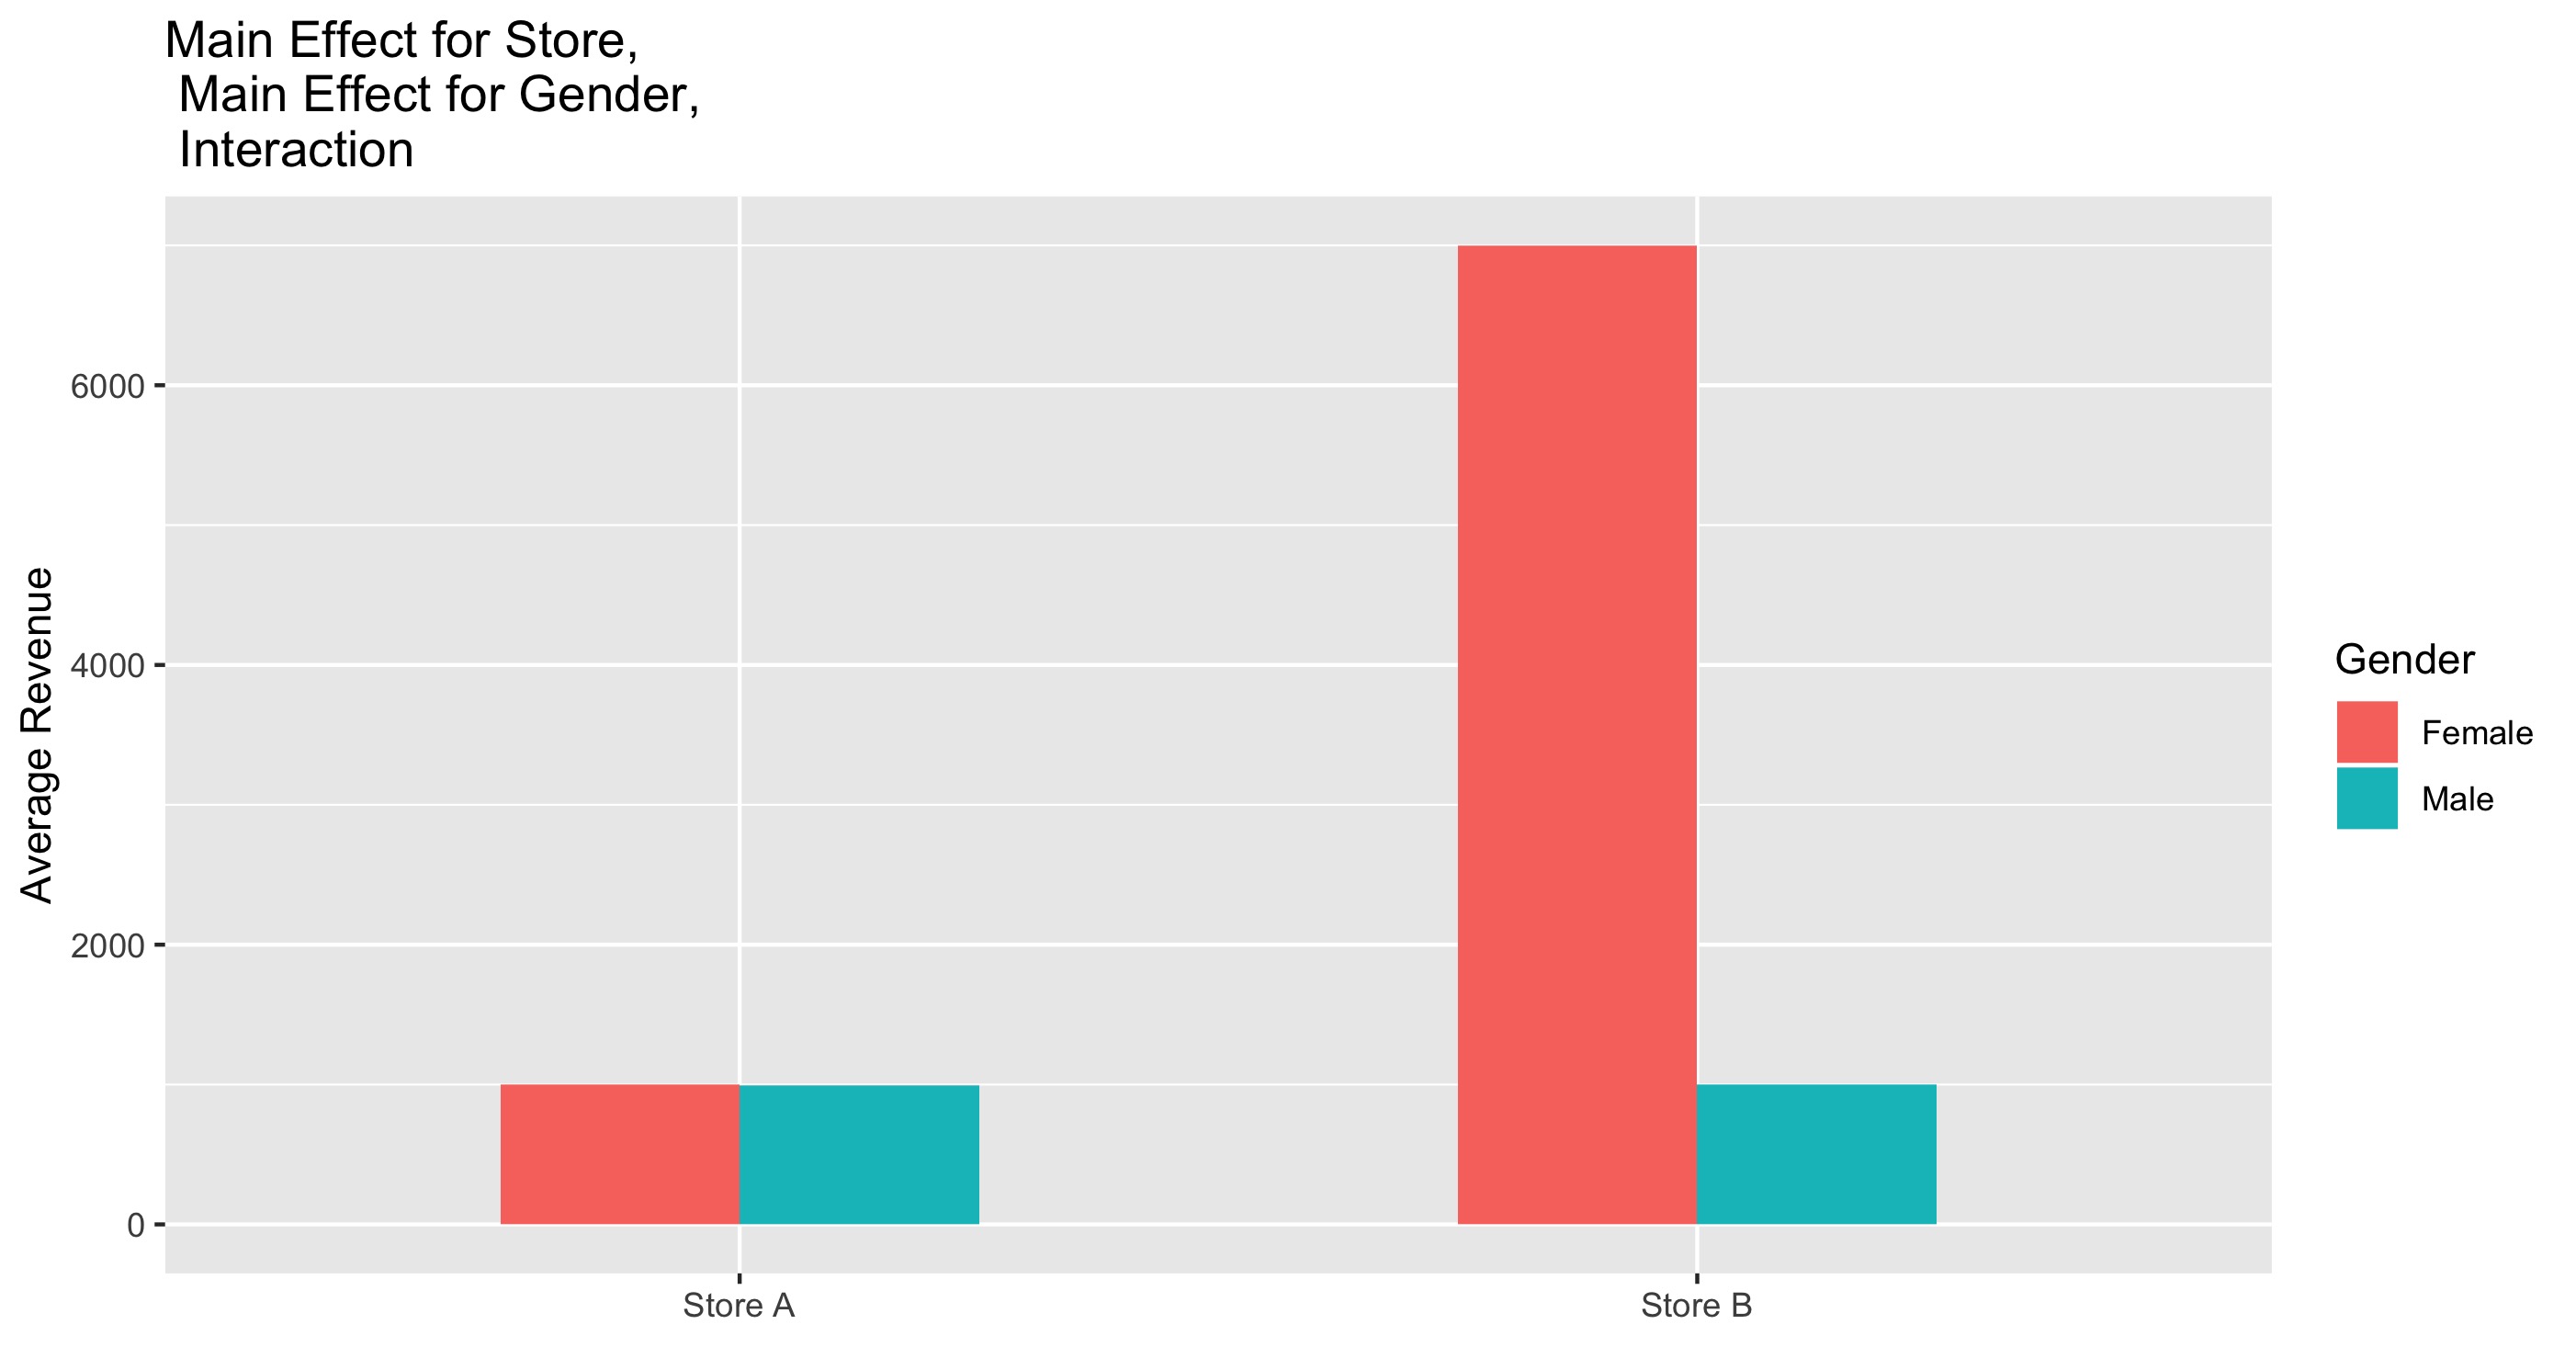 Main Effect for Store,
Main Effect for Gender,
Interaction
Average Revenue
6000
4000
2000
0
Store A
Store B
Gender
Female
Male